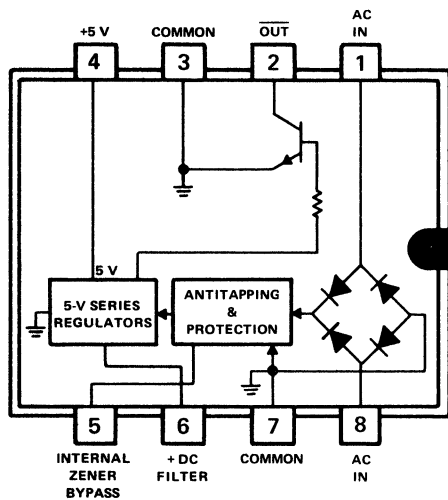 +5 V
COMMON
OUT
AC
IN
4
3
2
1
5 V
5-V SERIES
REGULATORS
ANTITAPPING
&
PROTECTION
5
6
7
8
INTERNAL
ZENER
BYPASS
+ DC
FILTER
COMMON
AC
IN